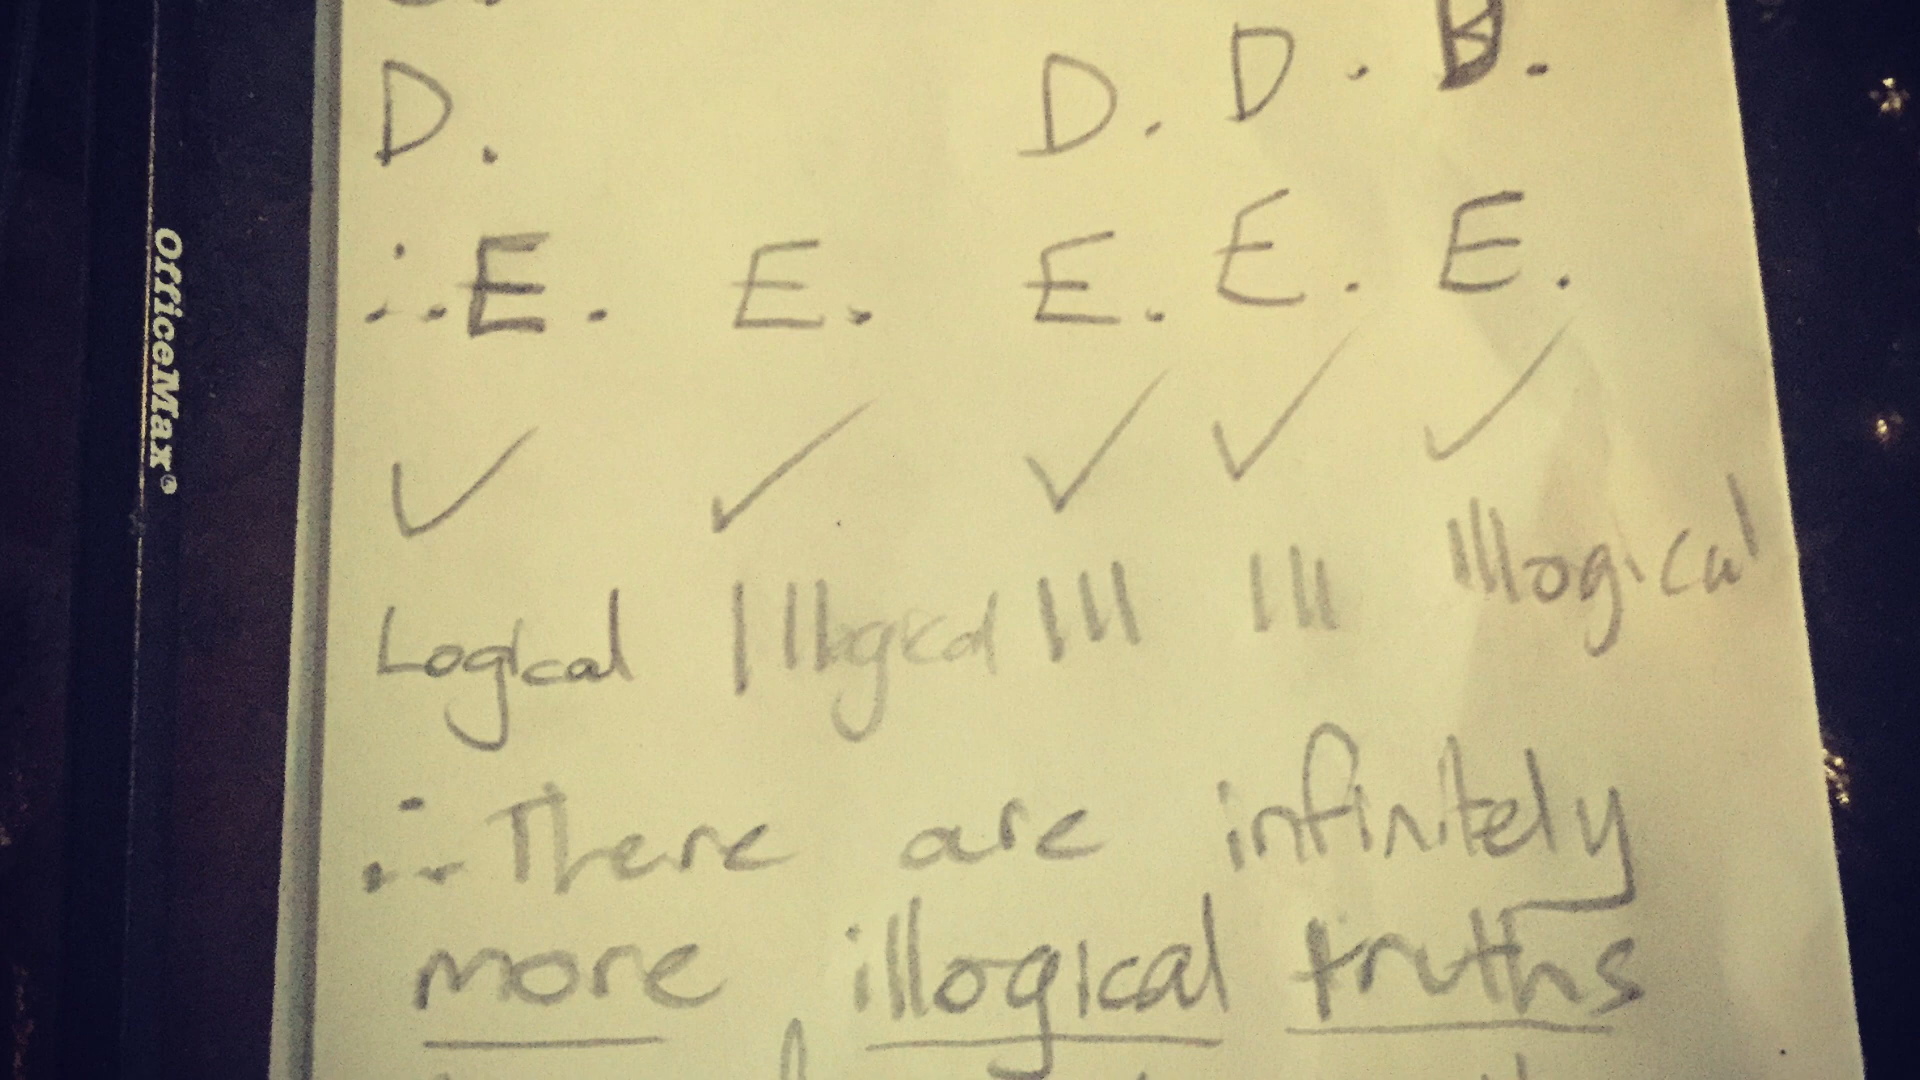 D. D. D. B.
∴ E. E. E. E. E.
✓ ✓ ✓ ✓ ✓
Logical Illogical Ill Ill Illogical
∴ There are infinitely
more illogical truths
OfficeMax®